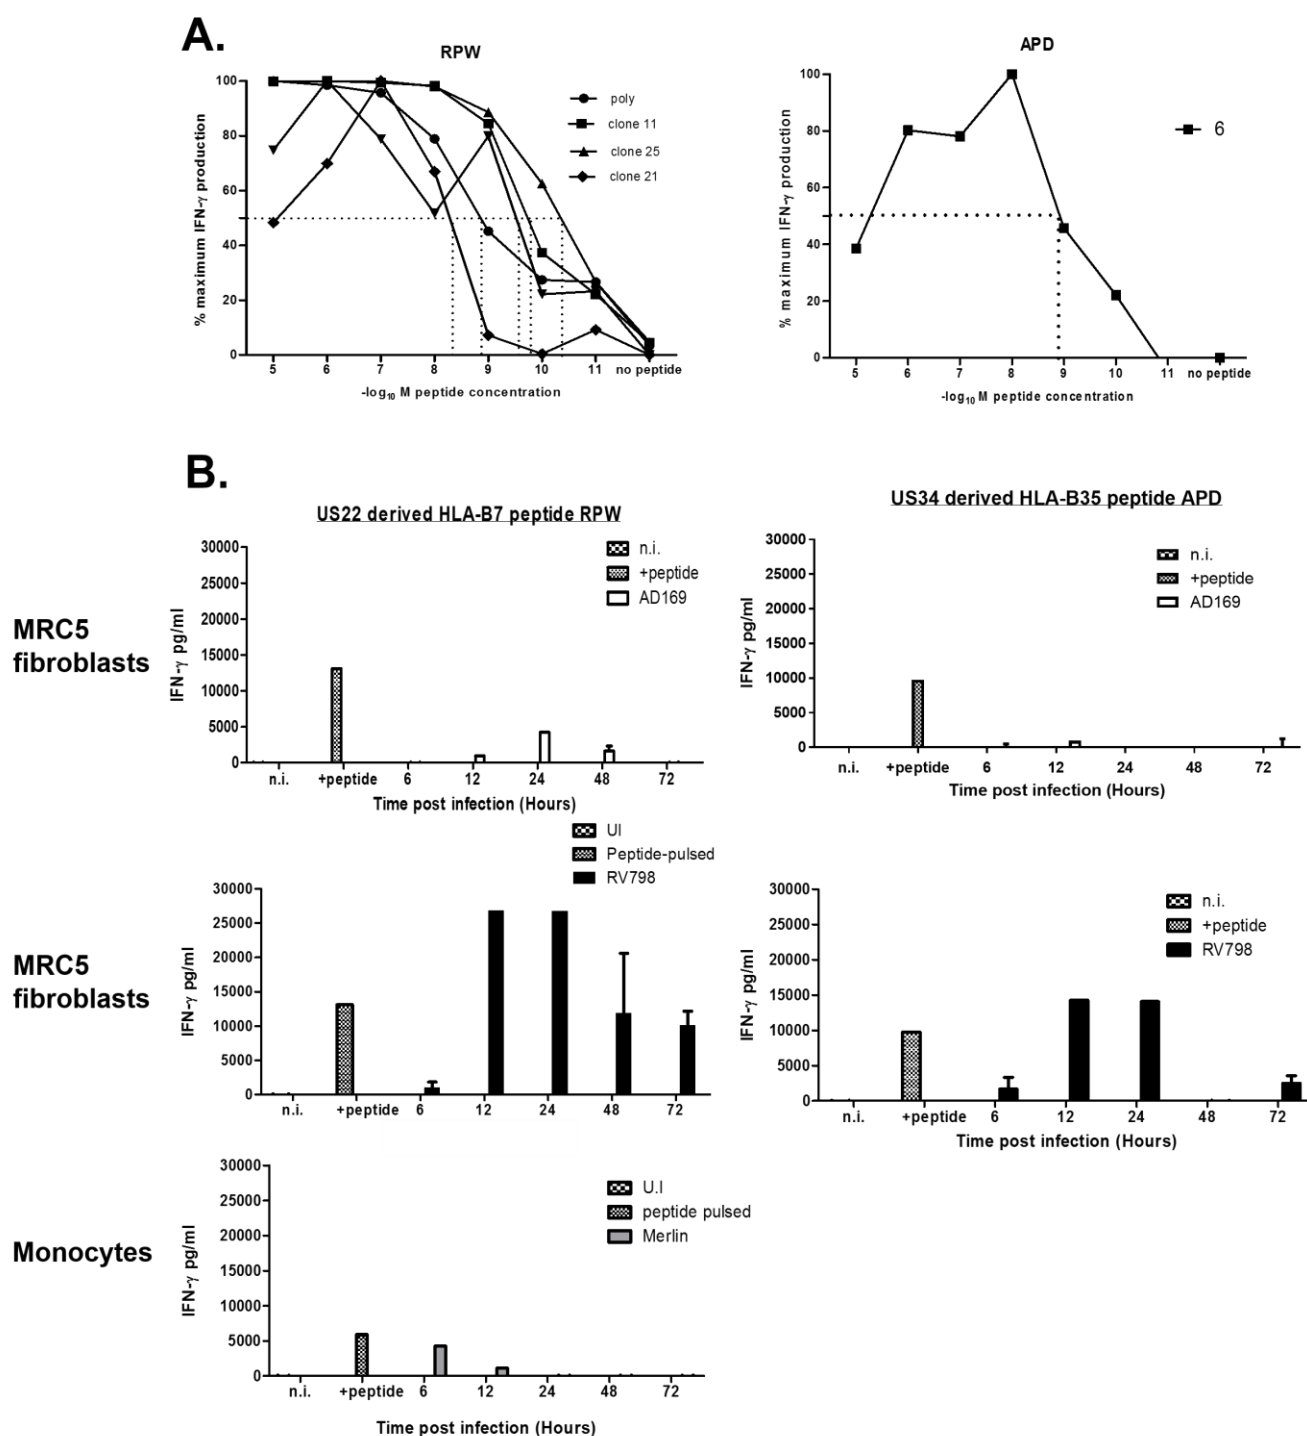 A.
RPW
% maximum IFN-γ production
100
80
60
40
20
0
5 6 7 8 9 10 11 no peptide
-log10 M peptide concentration
poly
clone 11
clone 25
clone 21
APD
% maximum IFN-γ production
100
80
60
40
20
0
5 6 7 8 9 10 11 no peptide
-log10 M peptide concentration
6
B.
US22 derived HLA-B7 peptide RPW
US34 derived HLA-B35 peptide APD
MRC5
fibroblasts
IFN-γ pg/ml
30000
25000
20000
15000
10000
5000
0
n.i. +peptide 6 12 24 48 72
Time post infection (Hours)
n.i.
+peptide
AD169
IFN-γ pg/ml
30000
25000
20000
15000
10000
5000
0
n.i. +peptide 6 12 24 48 72
Time post infection (Hours)
n.i.
+peptide
AD169
MRC5
fibroblasts
UI
Peptide-pulsed
RV798
IFN-γ pg/ml
30000
25000
20000
15000
10000
5000
0
n.i. +peptide 6 12 24 48 72
IFN-γ pg/ml
30000
25000
20000
15000
10000
5000
0
n.i. +peptide 6 12 24 48 72
Time post infection (Hours)
n.i.
+peptide
RV798
Monocytes
IFN-γ pg/ml
30000
25000
20000
15000
10000
5000
0
n.i. +peptide 6 12 24 48 72
Time post infection (Hours)
U.I
peptide pulsed
Merlin